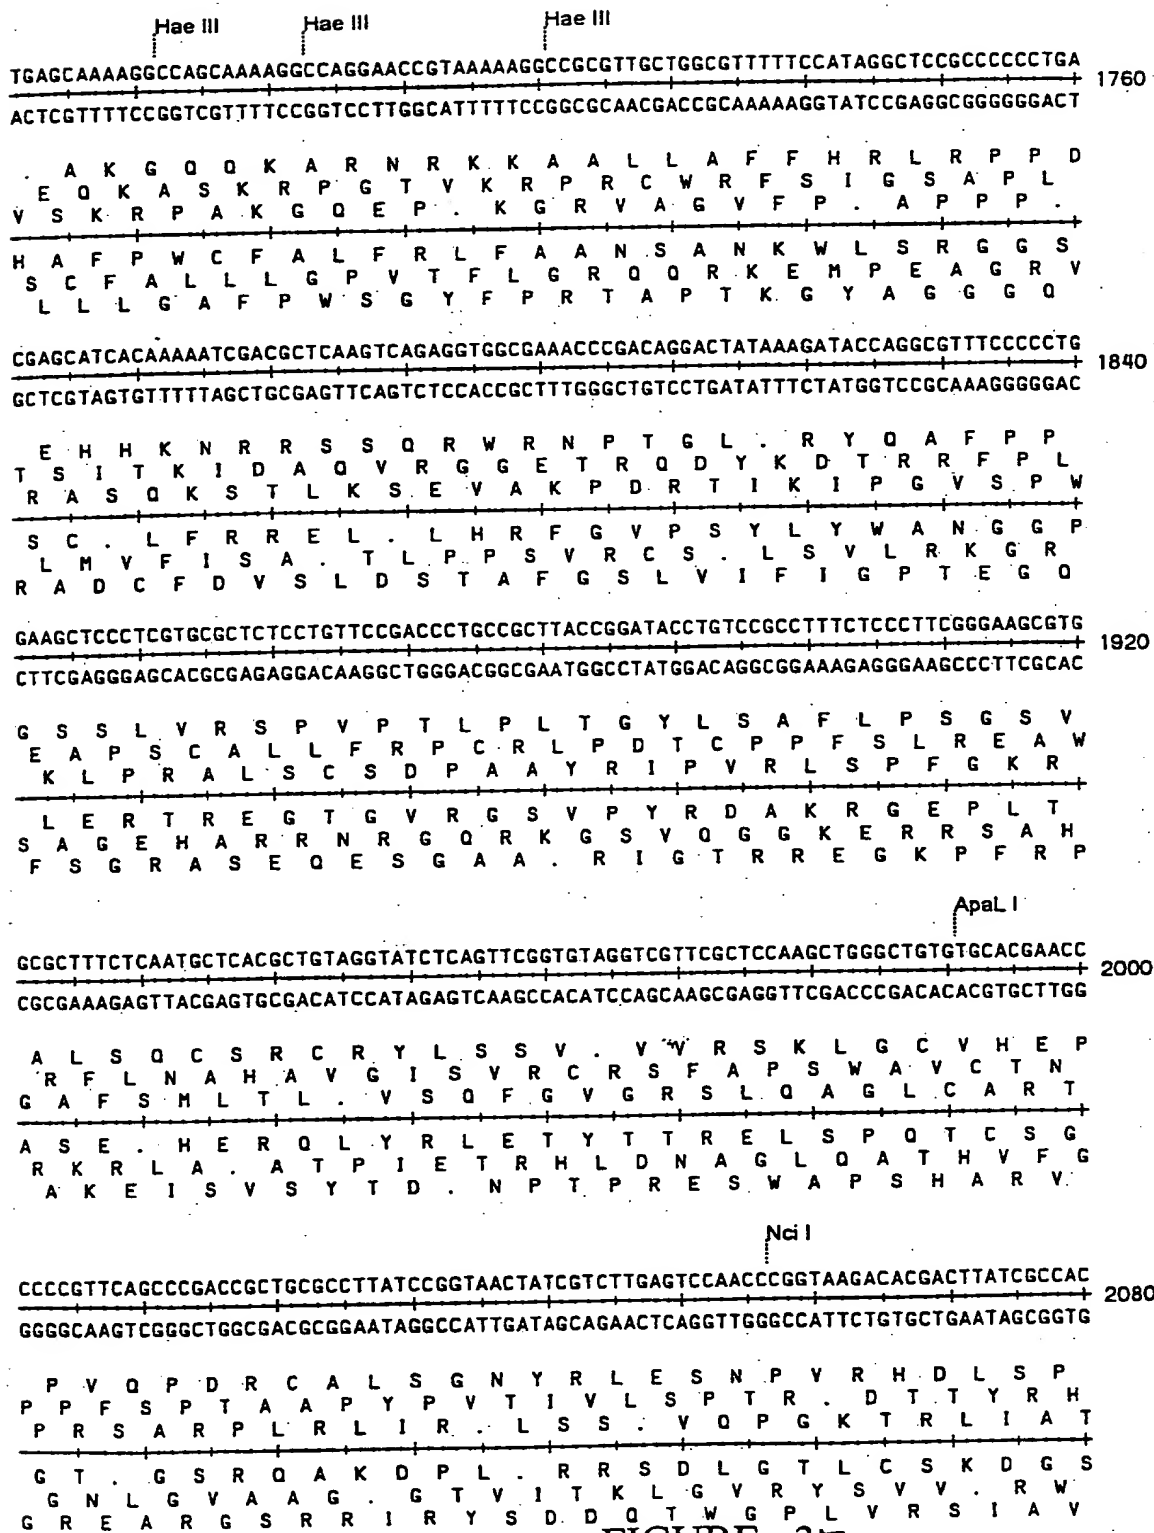 Hae III Hae III Hae III
TGAGCAAAAGGCCAGCAAAAGGCCAGGAACCGTAAAAAGGCCGCGTTGCTGGCGTTTTTCCATAGGCTCCGCCCCCCTGA
1760
ACTCGTTTTCCGGTCGTTTTCCGGTCCTTGGCATTTTTCCGGCGCAACGACCGCAAAAAGGTATCCGAGGCGGGGGGACT
. A K G Q Q K A R N R K K A A L L A F F H R L R P P D
E Q K A S K R P G T V K R P R C W R F S I G S A P L
V S K R P A K G Q E P . K G R V A G V F P . A P P P .
H A F P W C F A L F R L F A A N S A N K W L S R G G S
S C F A L L L G P V T F L G R Q Q R K E M P E A G R V
L L L G A F P W S G Y F P R T A P T K G Y A G G G Q
CGAGCATCACAAAAATCGACGCTCAAGTCAGAGGTGGCGAAACCCGACAGGACTATAAAGATACCAGGCGTTTCCCCCTG
1840
GCTCGTAGTGTTTTTAGCTGCGAGTTCAGTCTCCACCGCTTTGGGCTGTCCTGATATTTCTATGGTCCGCAAAGGGGGAC
E H H K N R R S S Q R W R N P T G L . R Y Q A F P P
T S I T K I D A Q V R G G E T R Q D Y K D T R R F P L
R A S Q K S T L K S E V A K P D R T I K I P G V S P W
S C . L F R R E L . L H R F G V P S Y L Y W A N G G P
L M V F I S A . T L P P S V R C S . L S V L R K G R
R A D C F D V S L D S T A F G S L V I F I G P T E G Q
GAAGCTCCCTCGTGCGCTCTCCTGTTCCGACCCTGCCGCTTACCGGATACCTGTCCGCCTTTCTCCCTTCGGGAAGCGTG
1920
CTTCGAGGGAGCACGCGAGAGGACAAGGCTGGGACGGCGAATGGCCTATGGACAGGCGGAAAGAGGGAAGCCCTTCGCAC
G S S L V R S P V P T L P L T G Y L S A F L P S G S V
E A P S C A L L F R P C R L P D T C P P F S L R E A W
K L P R A L S C S D P A A Y R I P V R L S P F G K R
L E R T R E G T G V R G S V P Y R D A K R G E P L T
S A G E H A R R N R G Q R K G S V Q G G K E R R S A H
F S G R A S E Q E S G A A . R I G T R R E G K P F R P
ApaL I
GCGCTTTCTCAATGCTCACGCTGTAGGTATCTCAGTTCGGTGTAGGTCGTTCGCTCCAAGCTGGGCTGTGTGCACGAACC
2000
CGCGAAAGAGTTACGAGTGCGACATCCATAGAGTCAAGCCACATCCAGCAAGCGAGGTTCGACCCGACACACGTGCTTGG
A L S Q C S R C R Y L S S V . V V R S K L G C V H E P
R F L N A H A V G I S V R C R S F A P S W A V C T N
G A F S M L T L . V S Q F G V G R S L Q A G L C A R T
A S E . H E R Q L Y R L E T Y T T R E L S P Q T C S G
R K R L A . A T P I E T R H L D N A G L Q A T H V F G
A K E I S V S Y T D . N P T P R E S W A P S H A R V
Nci I
CCCCGTTCAGCCCGACCGCTGCGCCTTATCCGGTAACTATCGTCTTGAGTCCAACCCGGTAAGACACGACTTATCGCCAC
2080
GGGGCAAGTCGGGCTGGCGACGCGGAATAGGCCATTGATAGCAGAACTCAGGTTGGGCCATTCTGTGCTGAATAGCGGTG
P V Q P D R C A L S G N Y R L E S N P V R H D L S P
P P F S P T A A P Y P V T I V L S P T R . D T T Y R H
P R S A R P L R L I R . L S S . V Q P G K T R L I A T
G T . G S R Q A K D P L . R R S D L G T L C S K D G S
G N L G V A A G . G T V I T K L G V R Y S V V . R W
G R E A R G S R R I R Y S D D Q T W G P L V R S I A V